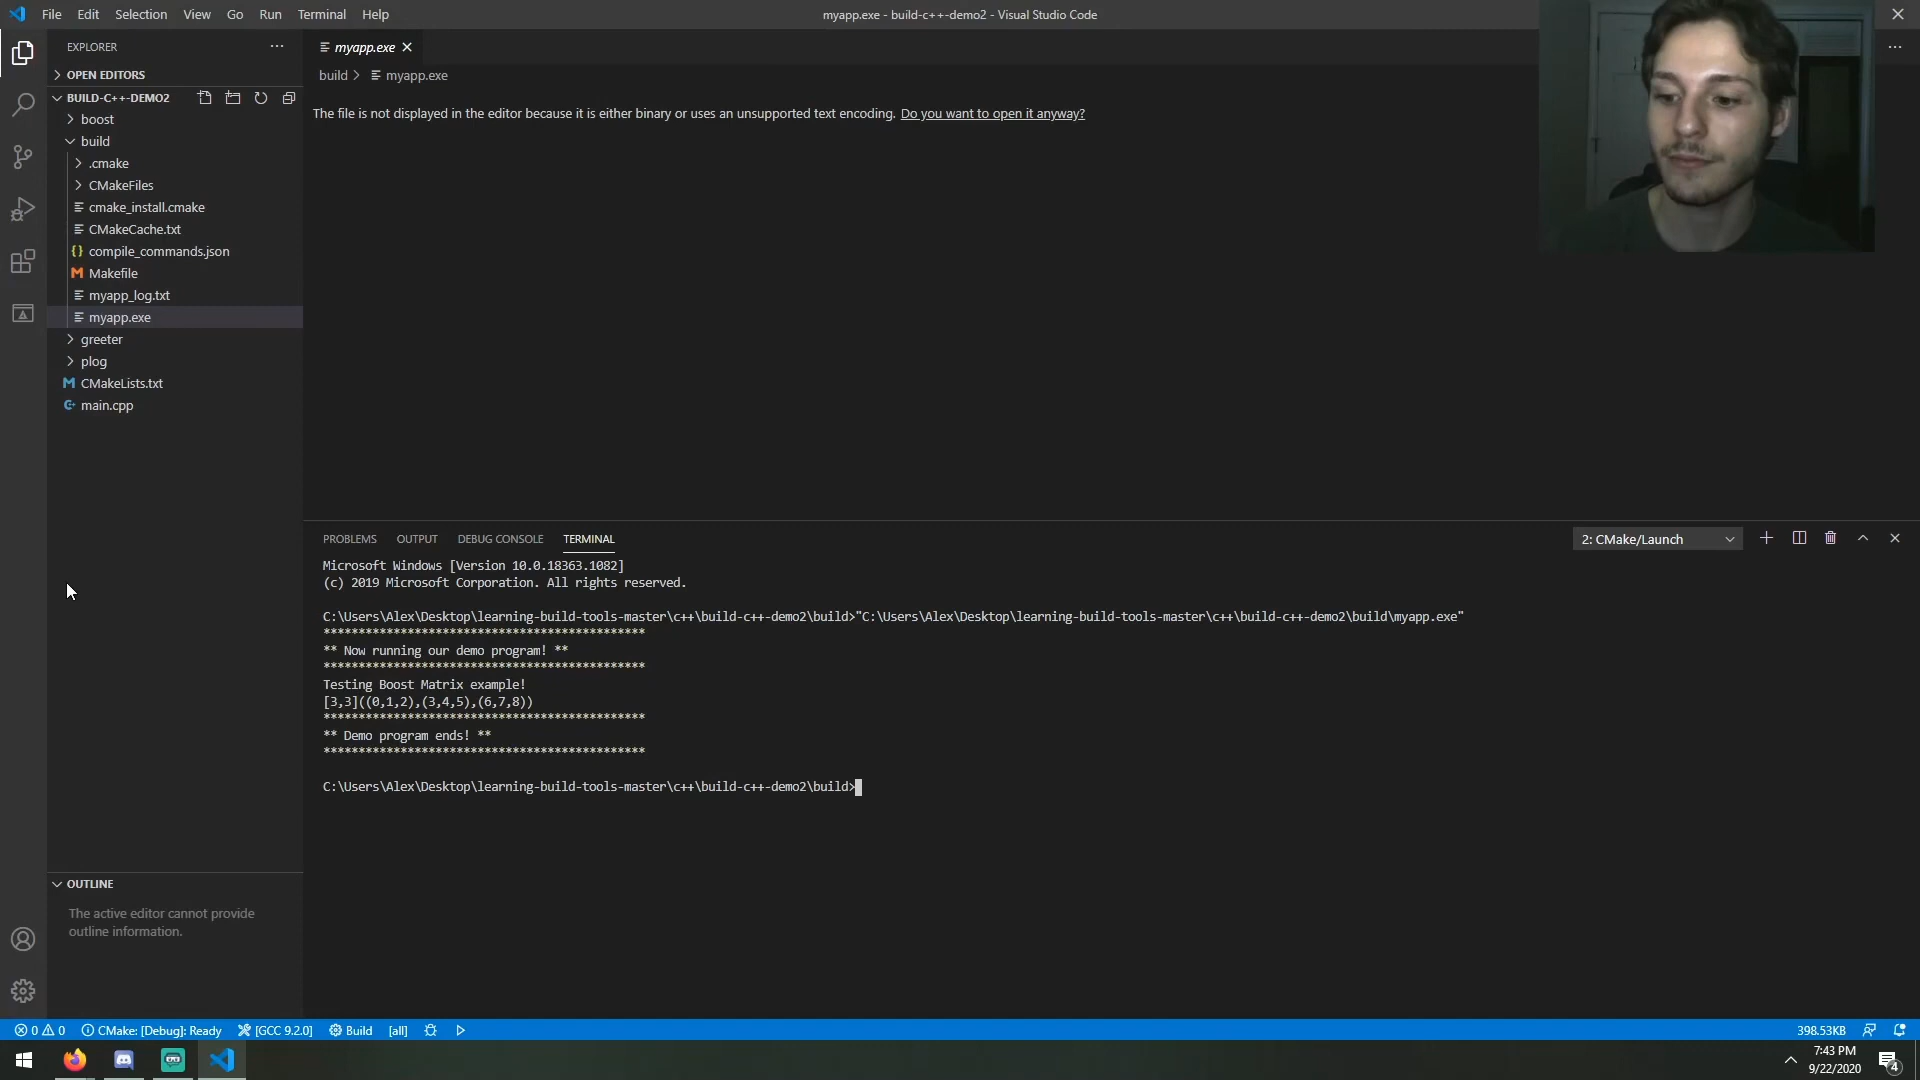 File Edit Selection View Go Run Terminal Help
myapp.exe - build-c++-demo2 - Visual Studio Code
EXPLORER
OPEN EDITORS
BUILD-C++-DEMO2
boost
build
.cmake
CMakeFiles
cmake_install.cmake
CMakeCache.txt
compile_commands.json
Makefile
myapp_log.txt
myapp.exe
greeter
plog
CMakeLists.txt
main.cpp
OUTLINE
The active editor cannot provide
outline information.
myapp.exe
build > myapp.exe
The file is not displayed in the editor because it is either binary or uses an unsupported text encoding. Do you want to open it anyway?
PROBLEMS OUTPUT DEBUG CONSOLE TERMINAL
2: CMake/Launch
Microsoft Windows [Version 10.0.18363.1082]
(c) 2019 Microsoft Corporation. All rights reserved.
C:\Users\Alex\Desktop\learning-build-tools-master\c++\build-c++-demo2\build>"C:\Users\Alex\Desktop\learning-build-tools-master\c++\build-c++-demo2\build\myapp.exe"
**********************************************
** Now running our demo program! **
**********************************************
Testing Boost Matrix example!
[3,3]((0,1,2),(3,4,5),(6,7,8))
**********************************************
** Demo program ends! **
**********************************************
C:\Users\Alex\Desktop\learning-build-tools-master\c++\build-c++-demo2\build>
0 0 CMake: [Debug]: Ready [GCC 9.2.0] Build [all]
398.53KB
7:43 PM
9/22/2020
4